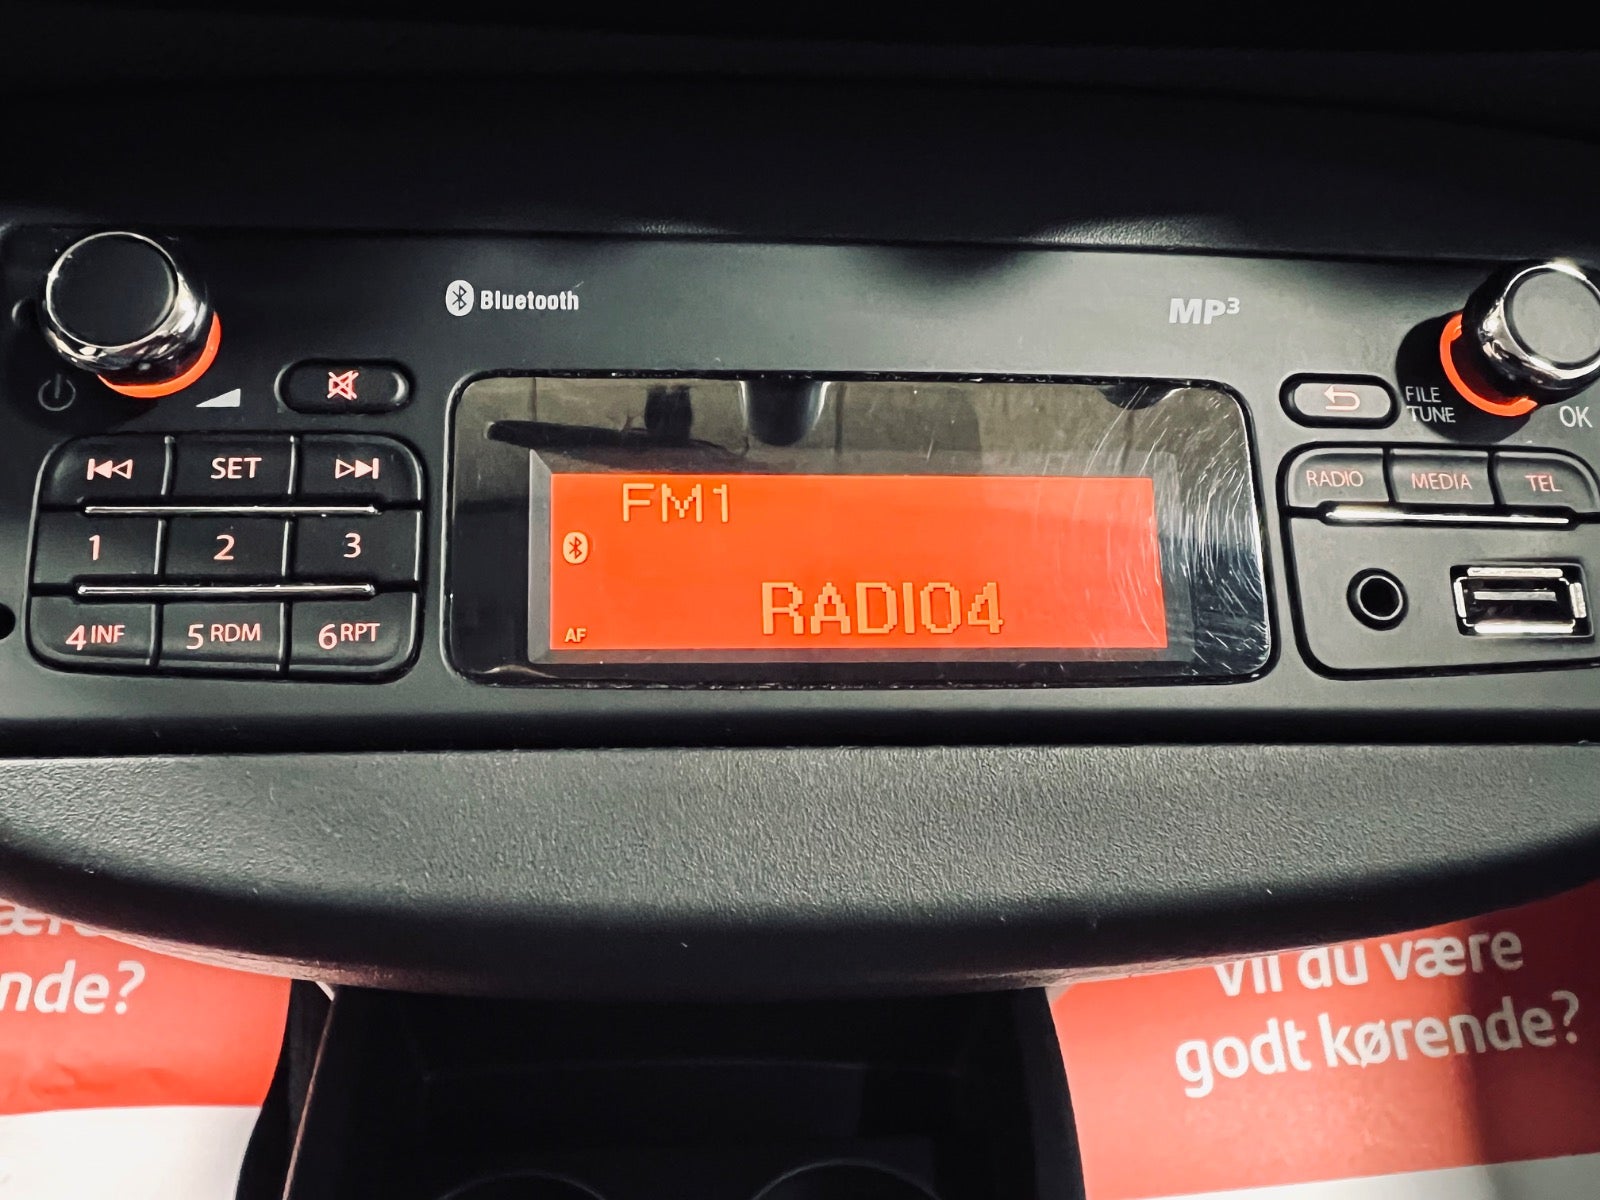 Bluetooth
MP3
FILE
TUNE
OK
SET
RADIO
MEDIA
TEL
FM1
1
2
3
RADIO4
AF
4 INF
5 RDM
6 RPT
nde?
Vil du være
godt kørende?